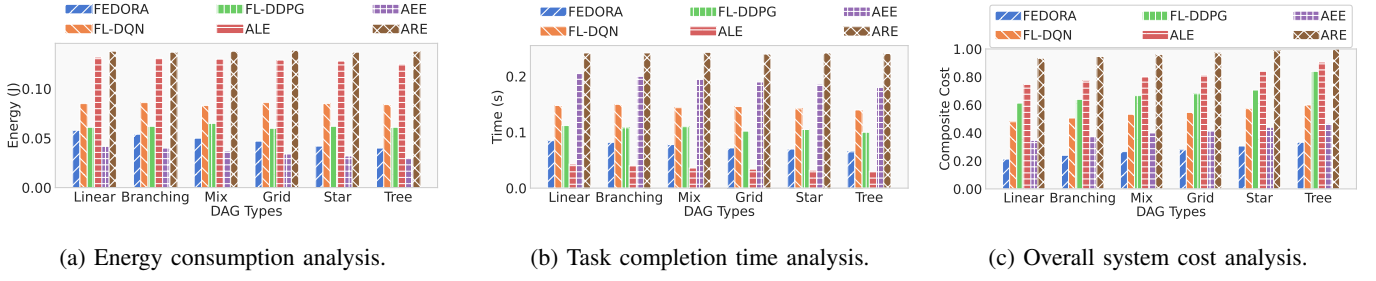 FEDORA FL-DDPG AEE
FL-DQN ALE ARE
Energy (J)
0.10
0.05
0.00
Linear Branching Mix Grid Star Tree
DAG Types
(a) Energy consumption analysis.
FEDORA FL-DDPG AEE
FL-DQN ALE ARE
Time (s)
0.2
0.1
0.0
Linear Branching Mix Grid Star Tree
DAG Types
(b) Task completion time analysis.
FEDORA FL-DDPG AEE
FL-DQN ALE ARE
Composite Cost
1.00
0.80
0.60
0.40
0.20
0.00
Linear Branching Mix Grid Star Tree
DAG Types
(c) Overall system cost analysis.